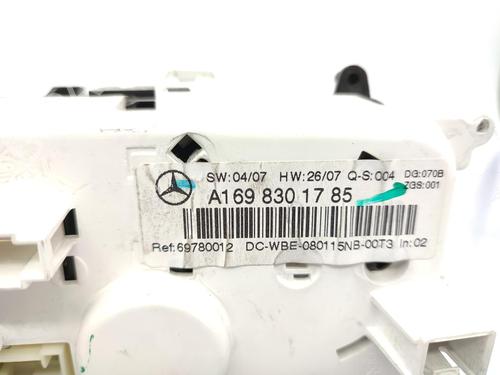 SW:04/07 HW:26/07 Q-S:004 DG:070B
ZGS:001
A169 830 17 85
Ref:69780012 DC-WBE-080115NB-00T3 In:02